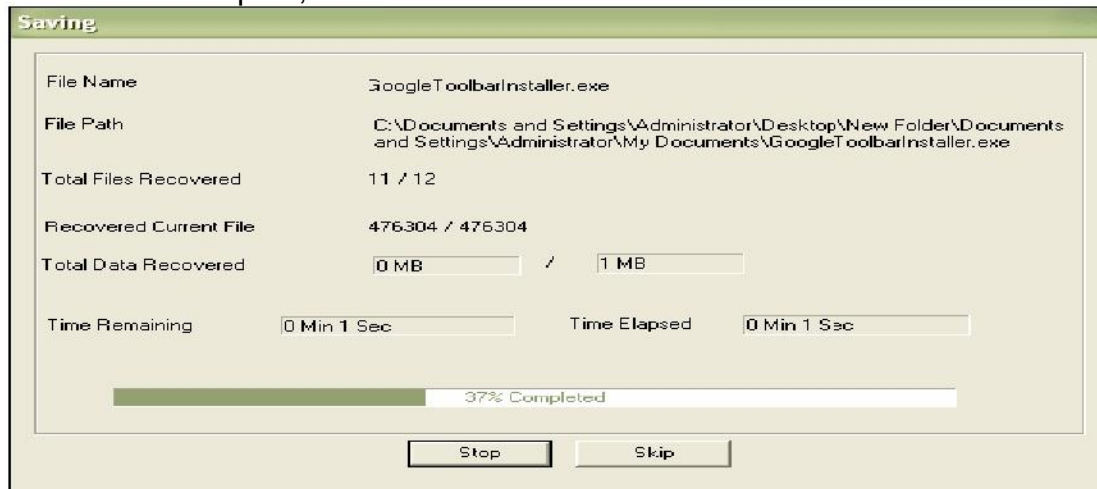 Saving
File Name GoogleToolbarInstaller.exe
File Path C:\Documents and Settings\Administrator\Desktop\New Folder\Documents
and Settings\Administrator\My Documents\GoogleToolbarInstaller.exe
Total Files Recovered 11 / 12
Recovered Current File 476304 / 476304
Total Data Recovered 0 MB / 1 MB
Time Remaining 0 Min 1 Sec Time Elapsed 0 Min 1 Sec
37% Completed
Stop Skip